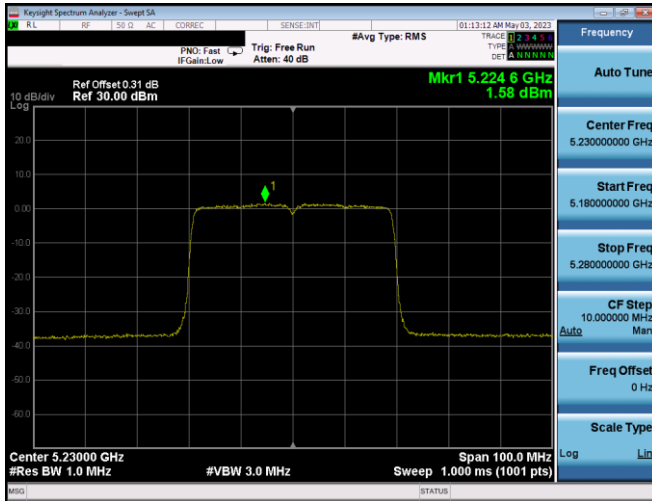 Keysight Spectrum Analyzer - Swept SA
RL RF 50 Ω AC CORREC SENSE:INT 01:13:12 AM May 03, 2023
#Avg Type: RMS TRACE 1 2 3 4 5 6
PNO: Fast Trig: Free Run TYPE A WWWWW
IFGain:Low Atten: 40 dB DET A N N N N N
Mkr1 5.224 6 GHz
1.58 dBm
Ref Offset 0.31 dB
10 dB/div Ref 30.00 dBm
Log
20.0
10.0
1
0.00
-10.0
-20.0
-30.0
-40.0
-50.0
-60.0
Center 5.23000 GHz Span 100.0 MHz
#Res BW 1.0 MHz #VBW 3.0 MHz Sweep 1.000 ms (1001 pts)
MSG STATUS
Frequency
Auto Tune
Center Freq
5.230000000 GHz
Start Freq
5.180000000 GHz
Stop Freq
5.280000000 GHz
CF Step
10.000000 MHz
Auto Man
Freq Offset
0 Hz
Scale Type
Log Lin